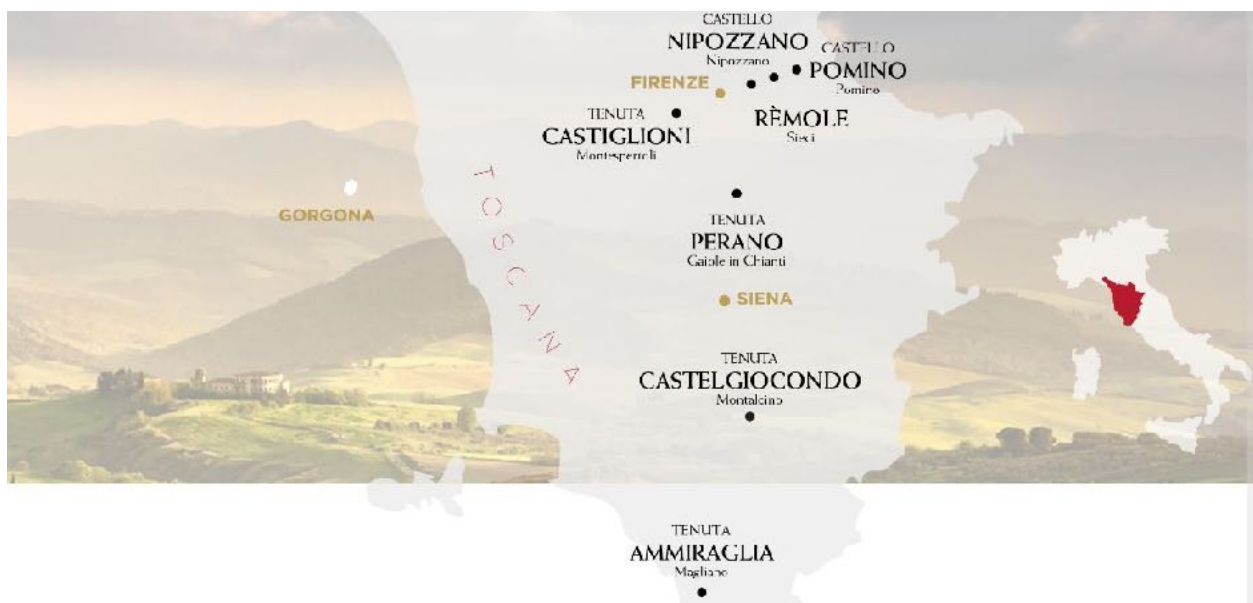 CASTELLO
NIPOZZANO
Nipozzano
CASTELLO
POMINO
Pomino
FIRENZE
TENUTA
CASTIGLIONI
Montespertoli
RÈMOLE
Sieci
TOSCANA
GORGONA
TENUTA
PERANO
Gaiole in Chianti
SIENA
TENUTA
CASTELGIOCONDO
Montalcino
TENUTA
AMMIRAGLIA
Magliano